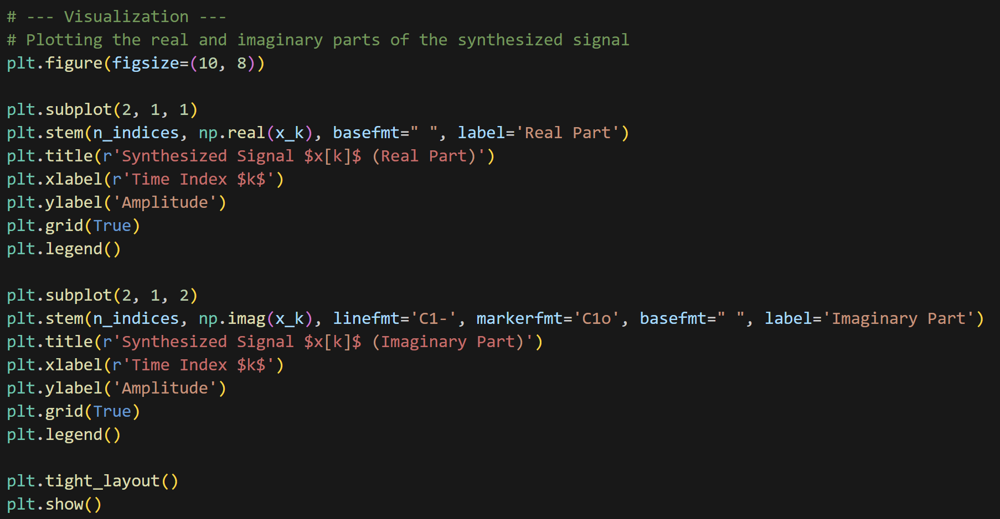 # --- Visualization ---
# Plotting the real and imaginary parts of the synthesized signal
plt.figure(figsize=(10, 8))
plt.subplot(2, 1, 1)
plt.stem(n_indices, np.real(x_k), basefmt=" ", label='Real Part')
plt.title(r'Synthesized Signal $x[k]$ (Real Part)')
plt.xlabel(r'Time Index $k$')
plt.ylabel('Amplitude')
plt.grid(True)
plt.legend()
plt.subplot(2, 1, 2)
plt.stem(n_indices, np.imag(x_k), linefmt='C1-', markerfmt='C1o', basefmt=" ", label='Imaginary Part')
plt.title(r'Synthesized Signal $x[k]$ (Imaginary Part)')
plt.xlabel(r'Time Index $k$')
plt.ylabel('Amplitude')
plt.grid(True)
plt.legend()
plt.tight_layout()
plt.show()